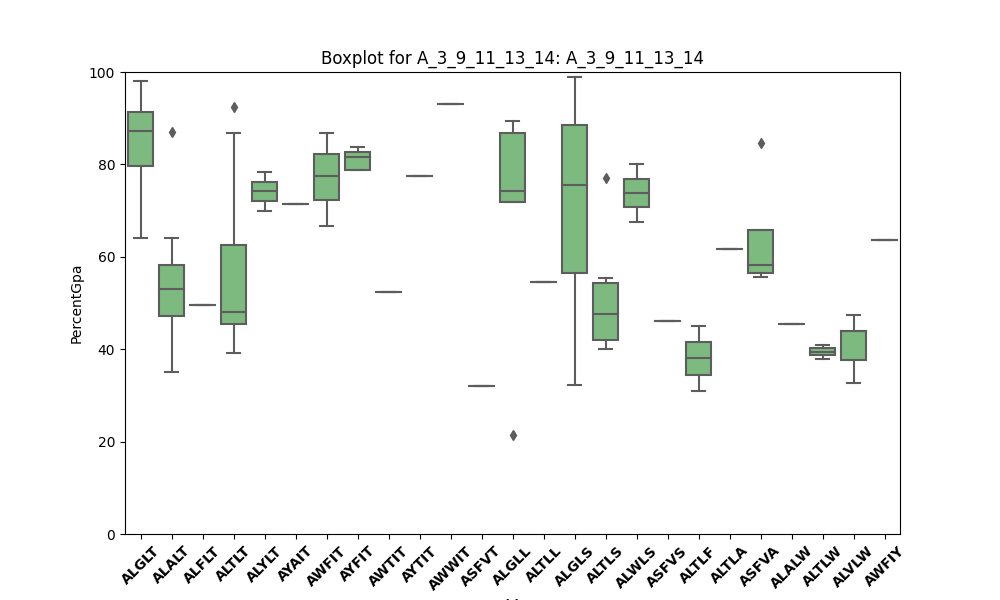 Boxplot for A_3_9_11_13_14: A_3_9_11_13_14
100
80
60
40
20
0
PercentGpa
ALGLT
ALALT
ALFLT
ALTLT
ALYLT
AYAIT
AWFIT
AYFIT
AWTIT
AYTIT
AWWIT
ASFVT
ALGLL
ALTLL
ALGLS
ALTLS
ALWLS
ASFVS
ALTLF
ALTLA
ASFVA
ALALW
ALTLW
ALVLW
AWFIY